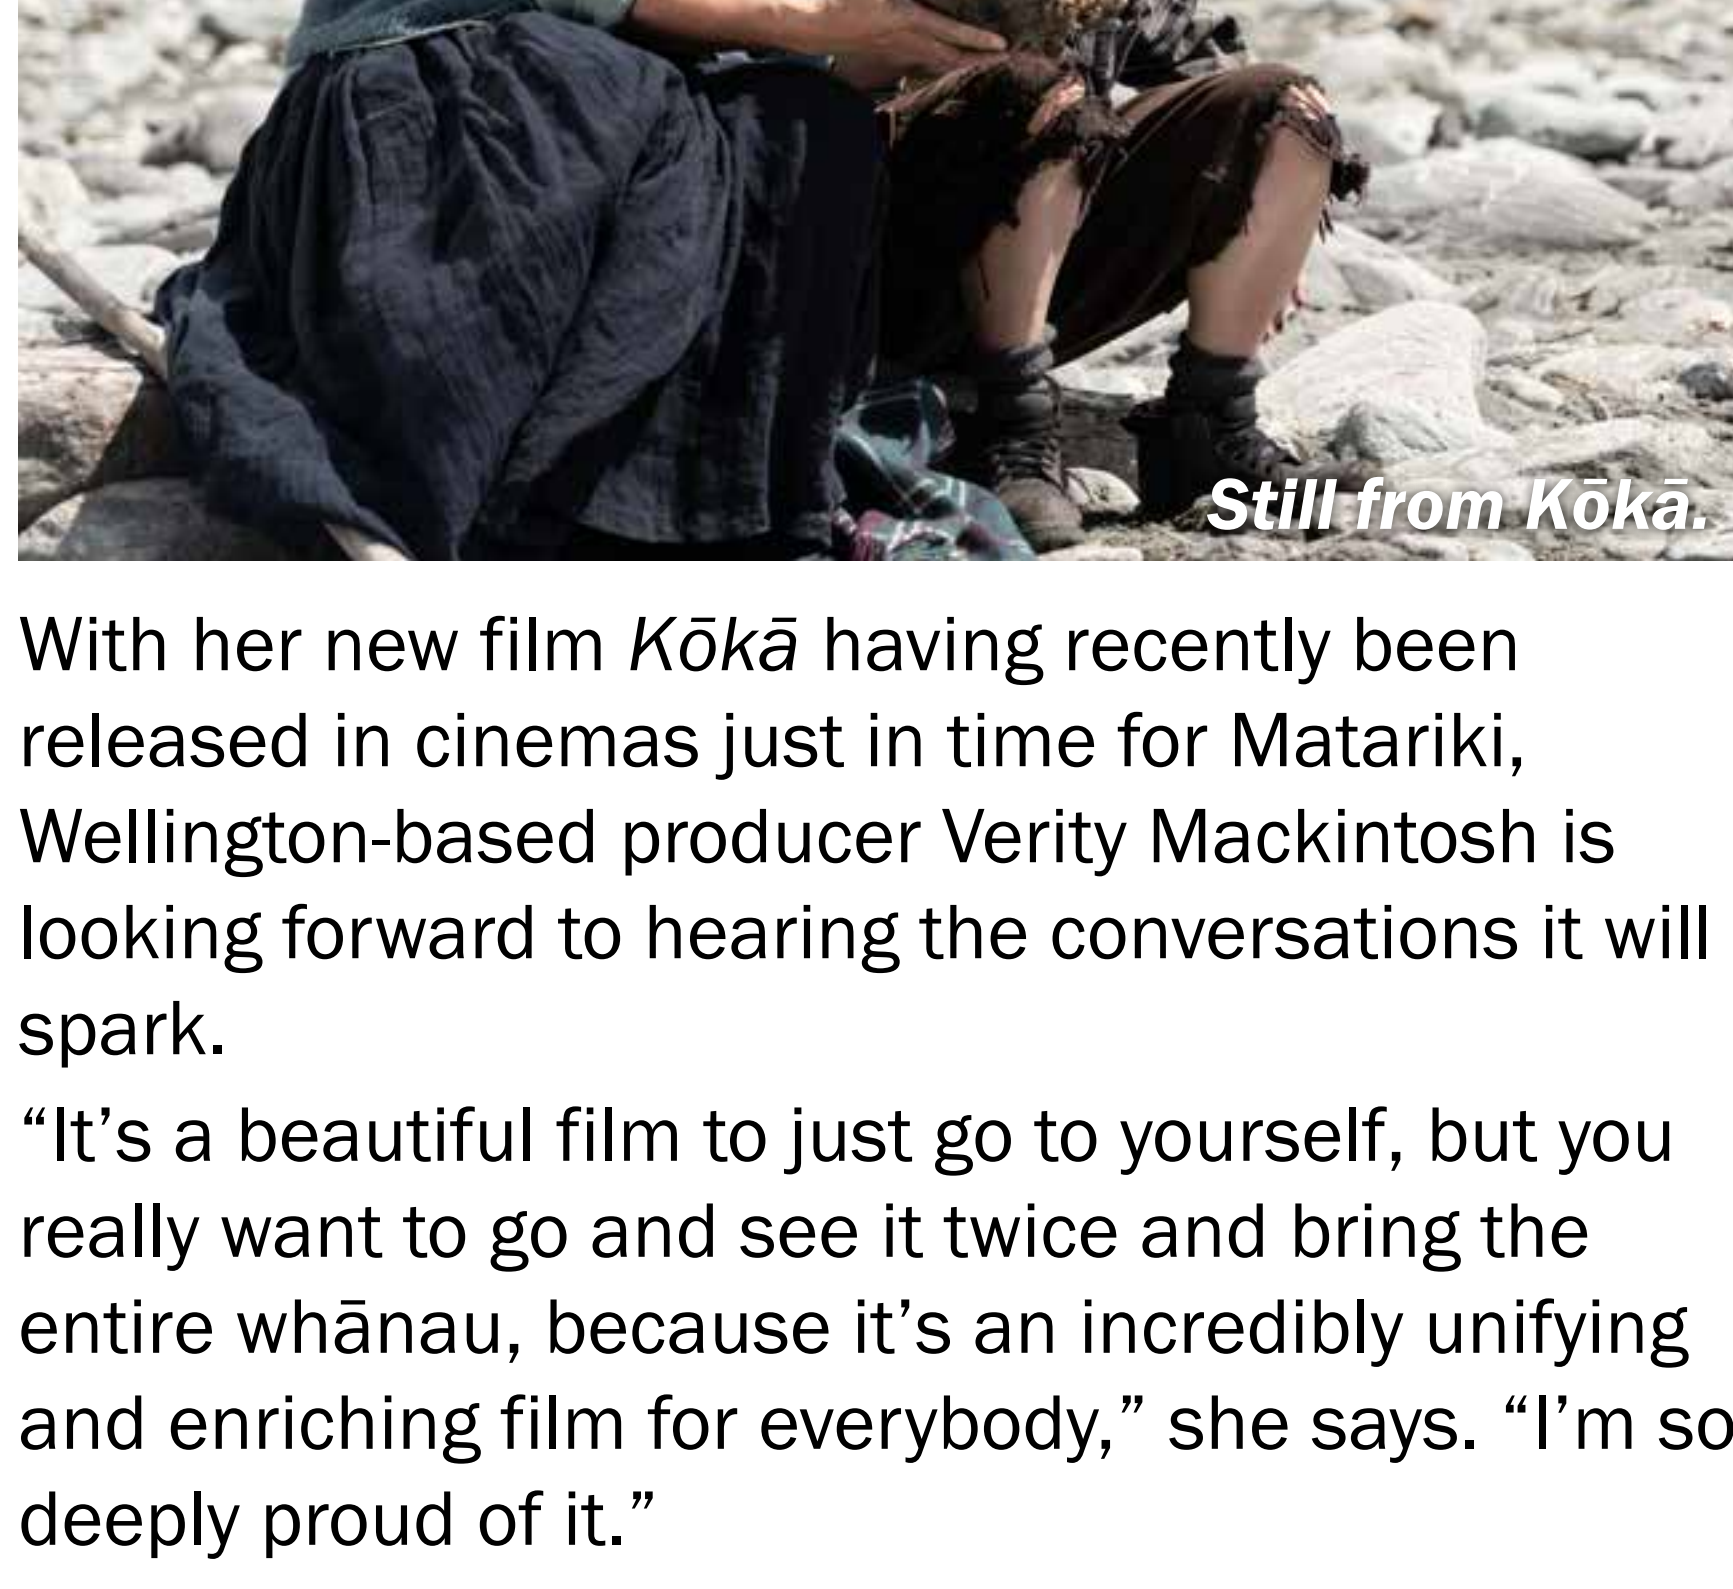 Still from Kōkā.
With her new film Kōkā having recently been
released in cinemas just in time for Matariki,
Wellington-based producer Verity Mackintosh is
looking forward to hearing the conversations it will
spark.
“It’s a beautiful film to just go to yourself, but you
really want to go and see it twice and bring the
entire whānau, because it’s an incredibly unifying
and enriching film for everybody,” she says. “I’m so
deeply proud of it.”